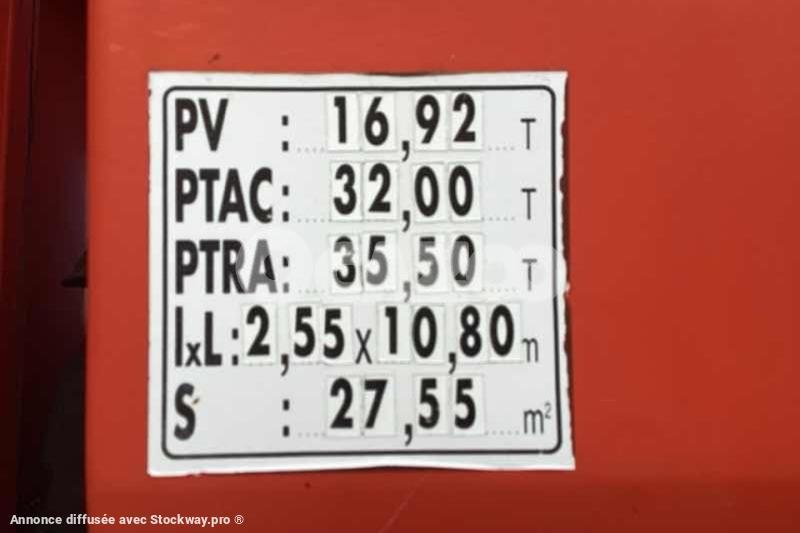 PV : 16,92 T
PTAC : 32,00 T
PTRA : 35,50 T
lxL : 2,55 x 10,80 m
S : 27,55 m²
Annonce diffusée avec Stockway.pro ®